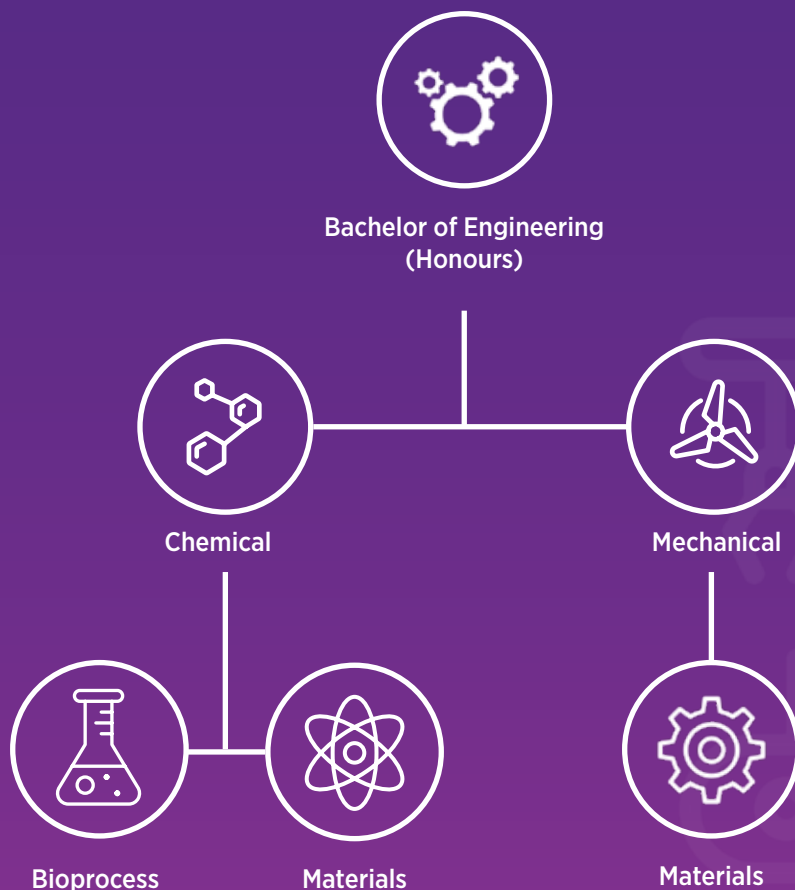 Bachelor of Engineering
(Honours)
Chemical
Mechanical
Bioprocess
Materials
Materials